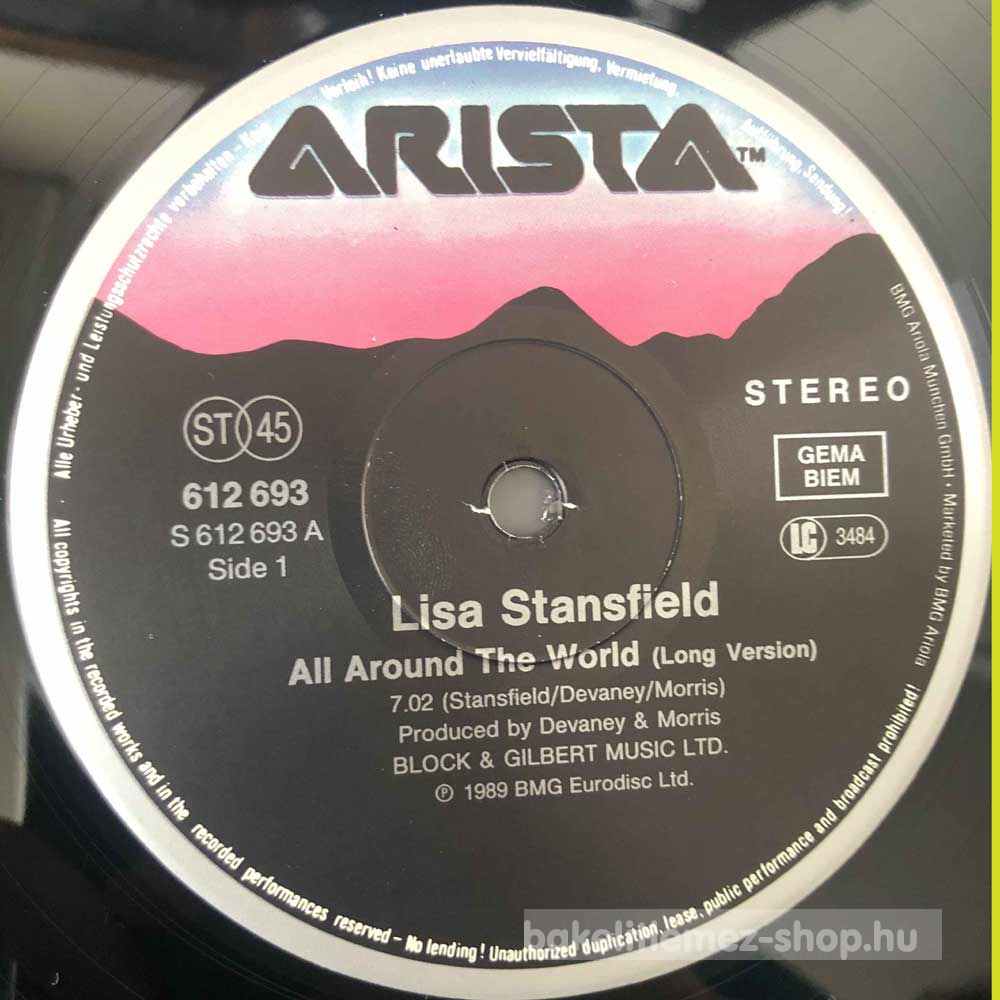 ARISTA™
Alle Urheber- und Leistungsschutzrechte vorbehalten - Kein Verleih! Keine unerlaubte Vervielfältigung, Vermietung, Aufführung, Sendung!
STEREO
ST 45
GEMA
BIEM
612 693
S 612 693 A
LC 3484
Side 1
Lisa Stansfield
All Around The World (Long Version)
7.02 (Stansfield/Devaney/Morris)
Produced by Devaney & Morris
BLOCK & GILBERT MUSIC LTD.
℗ 1989 BMG Eurodisc Ltd.
BMG Ariola München GmbH • Marketed by BMG Ariola
· All copyrights in the recorded works and in the recorded performances reserved - No lending! Unauthorized duplication, lease, public performance and broadcast prohibited!
bakelitlemez-shop.hu